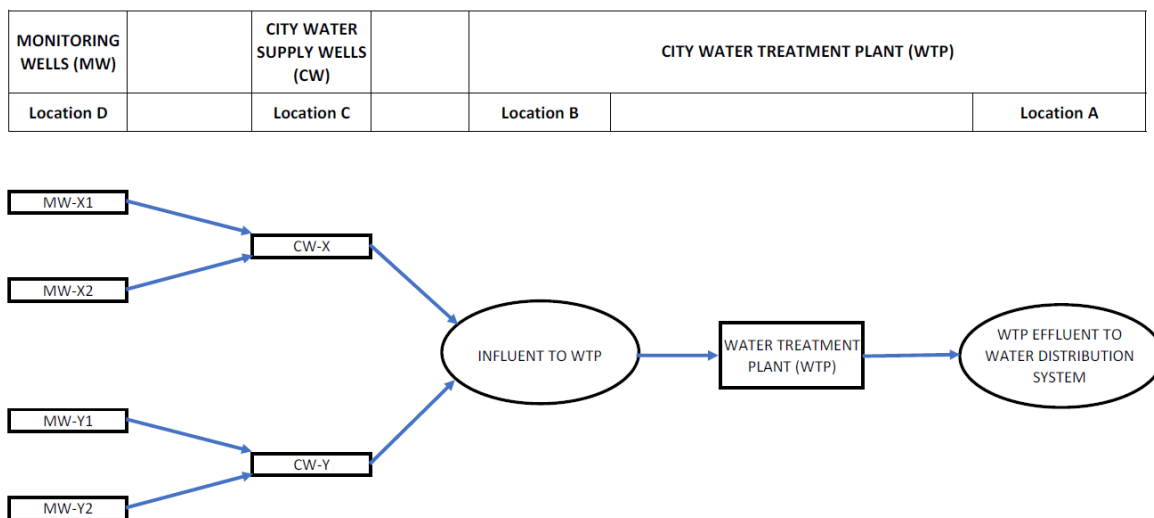 MONITORING
WELLS (MW)
CITY WATER
SUPPLY WELLS
(CW)
CITY WATER TREATMENT PLANT (WTP)
Location D
Location C
Location B
Location A
MW-X1
CW-X
MW-X2
INFLUENT TO WTP
WATER TREATMENT
PLANT (WTP)
WTP EFFLUENT TO
WATER DISTRIBUTION
SYSTEM
MW-Y1
CW-Y
MW-Y2